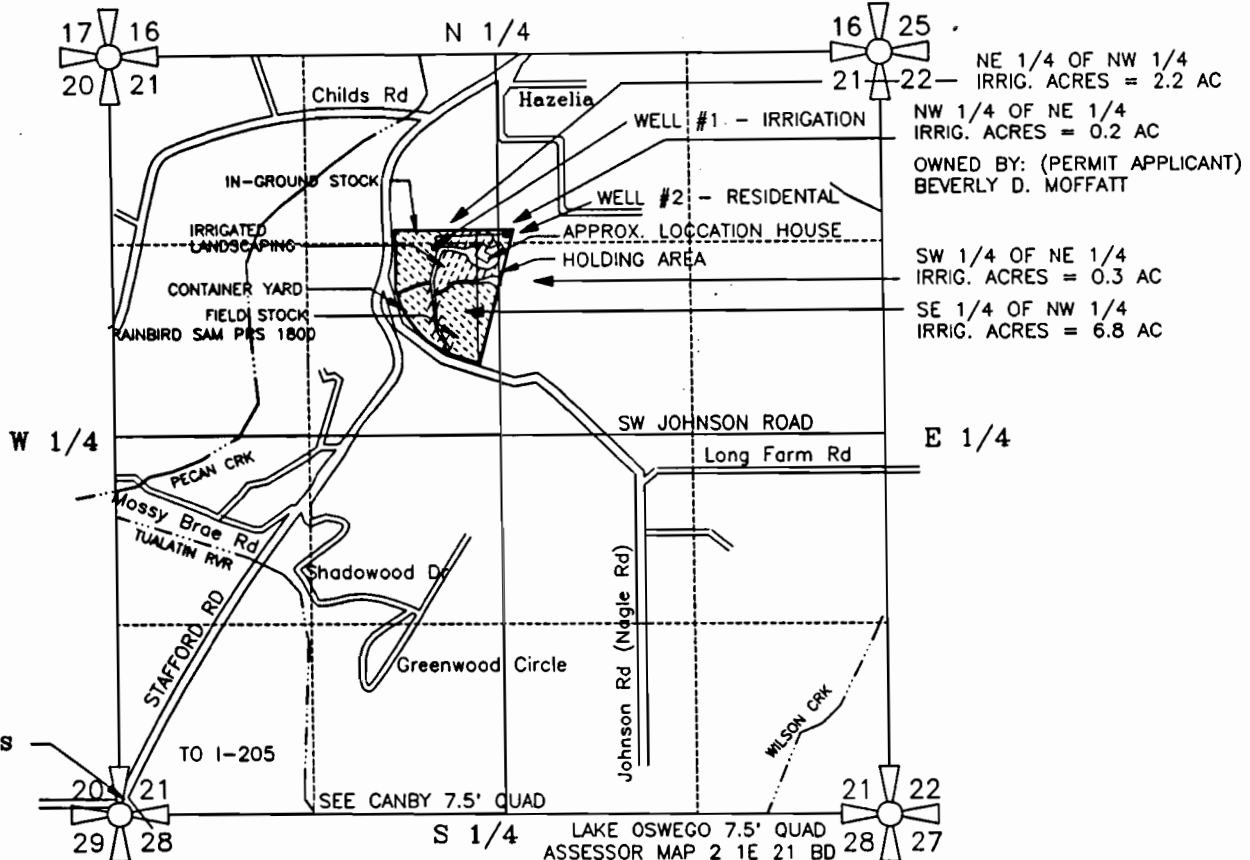 17 16
20 21
N 1/4
16 25
21 22
NE 1/4 OF NW 1/4
IRRIG. ACRES = 2.2 AC
Childs Rd
Hazelia
WELL #1 - IRRIGATION
NW 1/4 OF NE 1/4
IRRIG. ACRES = 0.2 AC
OWNED BY: (PERMIT APPLICANT)
BEVERLY D. MOFFATT
IN-GROUND STOCK
WELL #2 - RESIDENTAL
IRRIGATED
LANDSCAPING
APPROX. LOCCATION HOUSE
HOLDING AREA
SW 1/4 OF NE 1/4
IRRIG. ACRES = 0.3 AC
CONTAINER YARD
FIELD STOCK
SE 1/4 OF NW 1/4
IRRIG. ACRES = 6.8 AC
RAINBIRD SAM PRS 1800
SW JOHNSON ROAD
W 1/4
E 1/4
Long Farm Rd
PECAN CRK
Mossy Brae Rd
TUALATIN RVR
Shadowood Dr
STAFFORD RD
Greenwood Circle
Johnson Rd (Nagle Rd)
WILSON CRK
S
TO I-205
20 21
29 28
SEE CANBY 7.5' QUAD
S 1/4
LAKE OSWEGO 7.5' QUAD
ASSESSOR MAP 2 1E 21 BD
21 22
28 27